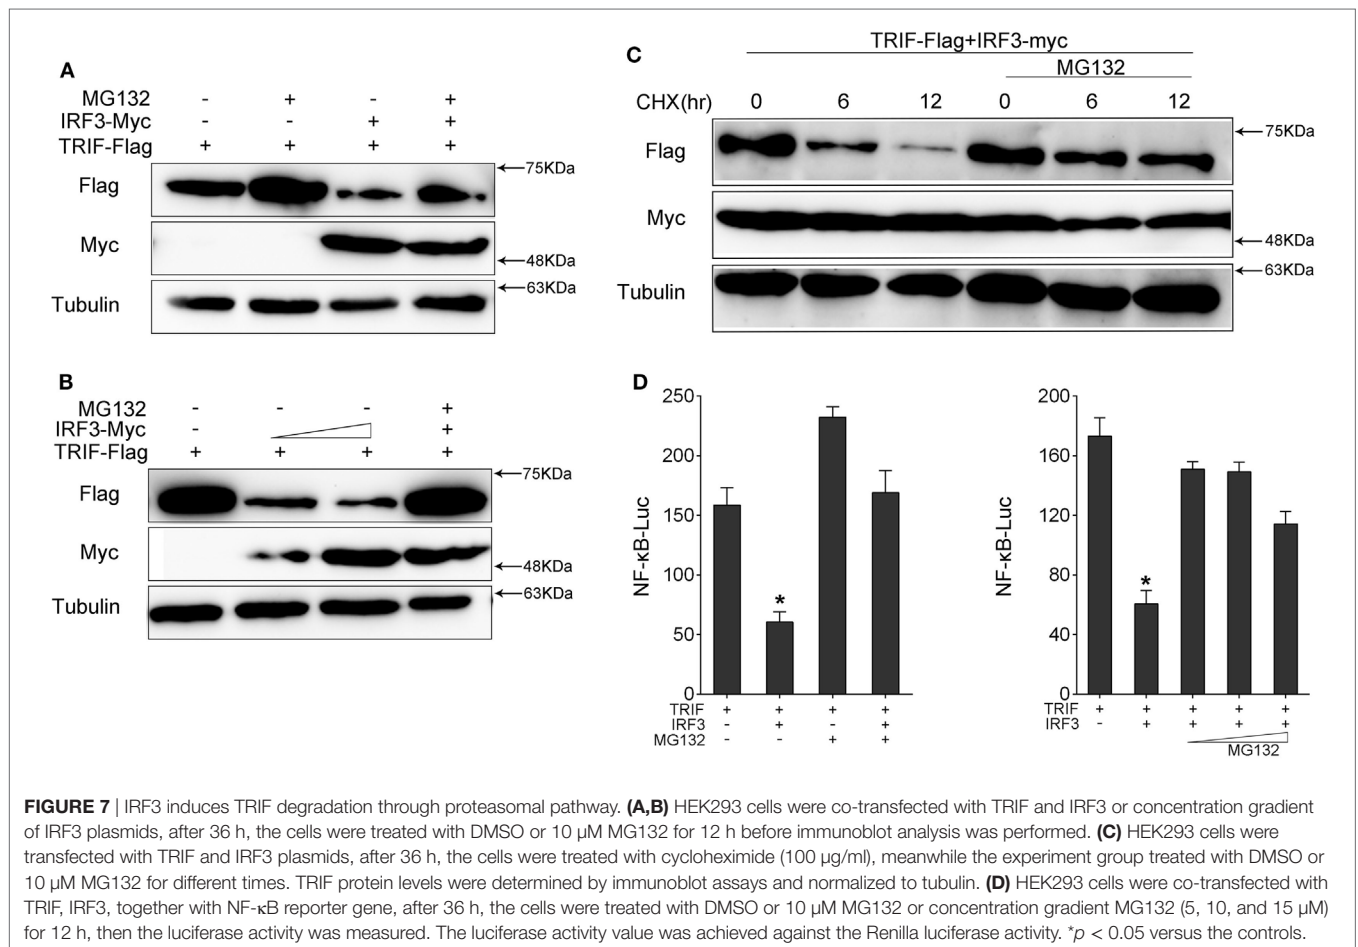 A
MG132 - + - +
IRF3-Myc - - + +
TRIF-Flag + + + +
Flag
←75KDa
Myc
←48KDa
Tubulin
←63KDa
B
MG132 - - - +
IRF3-Myc - +
TRIF-Flag + + + +
Flag
←75KDa
Myc
←48KDa
Tubulin
←63KDa
C
TRIF-Flag+IRF3-myc
MG132
CHX(hr) 0 6 12 0 6 12
Flag
←75KDa
Myc
←48KDa
Tubulin
←63KDa
D
NF-κB-Luc
250
200
150
100
50
0
*
TRIF + + + +
IRF3 - + - +
MG132 - - + +
NF-κB-Luc
200
160
120
80
40
0
*
TRIF + + + + +
IRF3 - + + + +
MG132
FIGURE 7 | IRF3 induces TRIF degradation through proteasomal pathway. (A,B) HEK293 cells were co-transfected with TRIF and IRF3 or concentration gradient
of IRF3 plasmids, after 36 h, the cells were treated with DMSO or 10 µM MG132 for 12 h before immunoblot analysis was performed. (C) HEK293 cells were
transfected with TRIF and IRF3 plasmids, after 36 h, the cells were treated with cycloheximide (100 µg/ml), meanwhile the experiment group treated with DMSO or
10 µM MG132 for different times. TRIF protein levels were determined by immunoblot assays and normalized to tubulin. (D) HEK293 cells were co-transfected with
TRIF, IRF3, together with NF-κB reporter gene, after 36 h, the cells were treated with DMSO or 10 µM MG132 or concentration gradient MG132 (5, 10, and 15 µM)
for 12 h, then the luciferase activity was measured. The luciferase activity value was achieved against the Renilla luciferase activity. *p < 0.05 versus the controls.